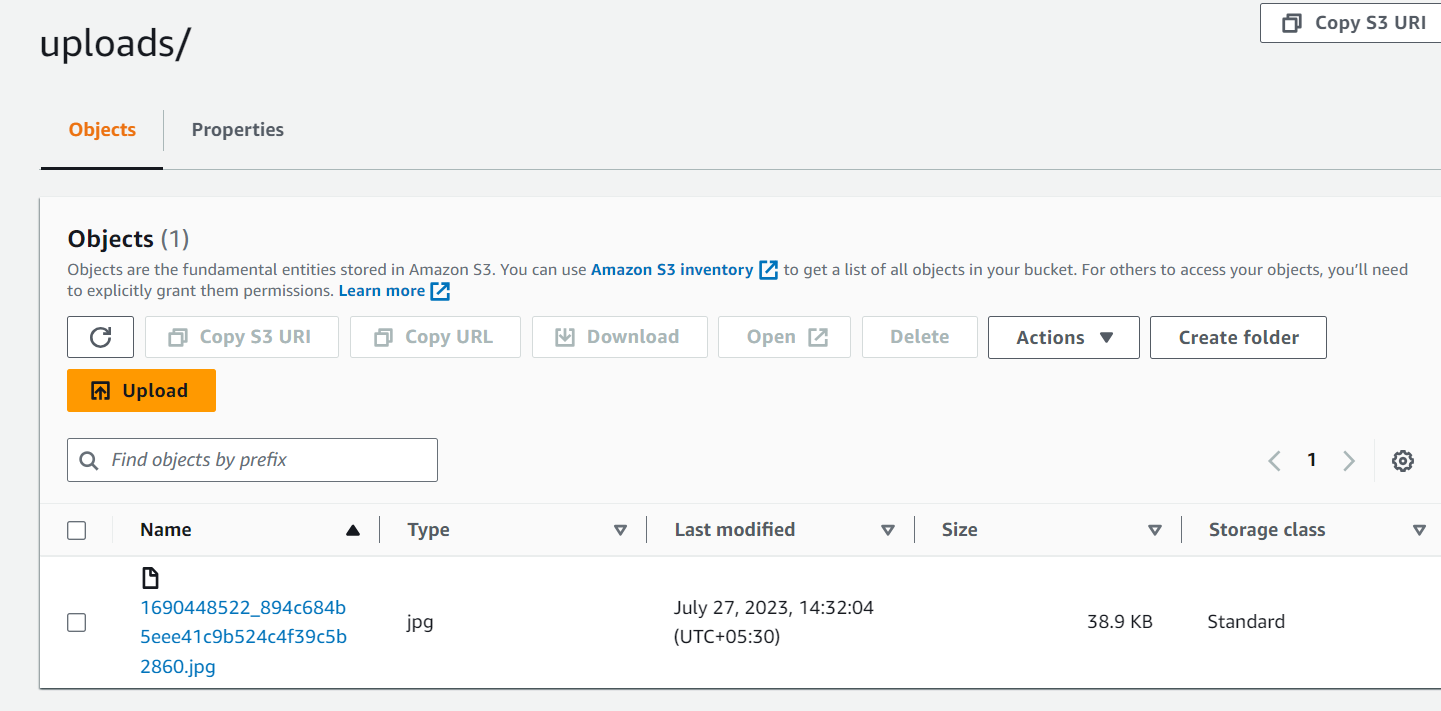 uploads/
Copy S3 URI
Objects
Properties
Objects (1)
Objects are the fundamental entities stored in Amazon S3. You can use Amazon S3 inventory to get a list of all objects in your bucket. For others to access your objects, you’ll need
to explicitly grant them permissions. Learn more
Copy S3 URI
Copy URL
Download
Open
Delete
Actions
Create folder
Upload
Find objects by prefix
1
Name
Type
Last modified
Size
Storage class
1690448522_894c684b
5eee41c9b524c4f39c5b
2860.jpg
jpg
July 27, 2023, 14:32:04
(UTC+05:30)
38.9 KB
Standard